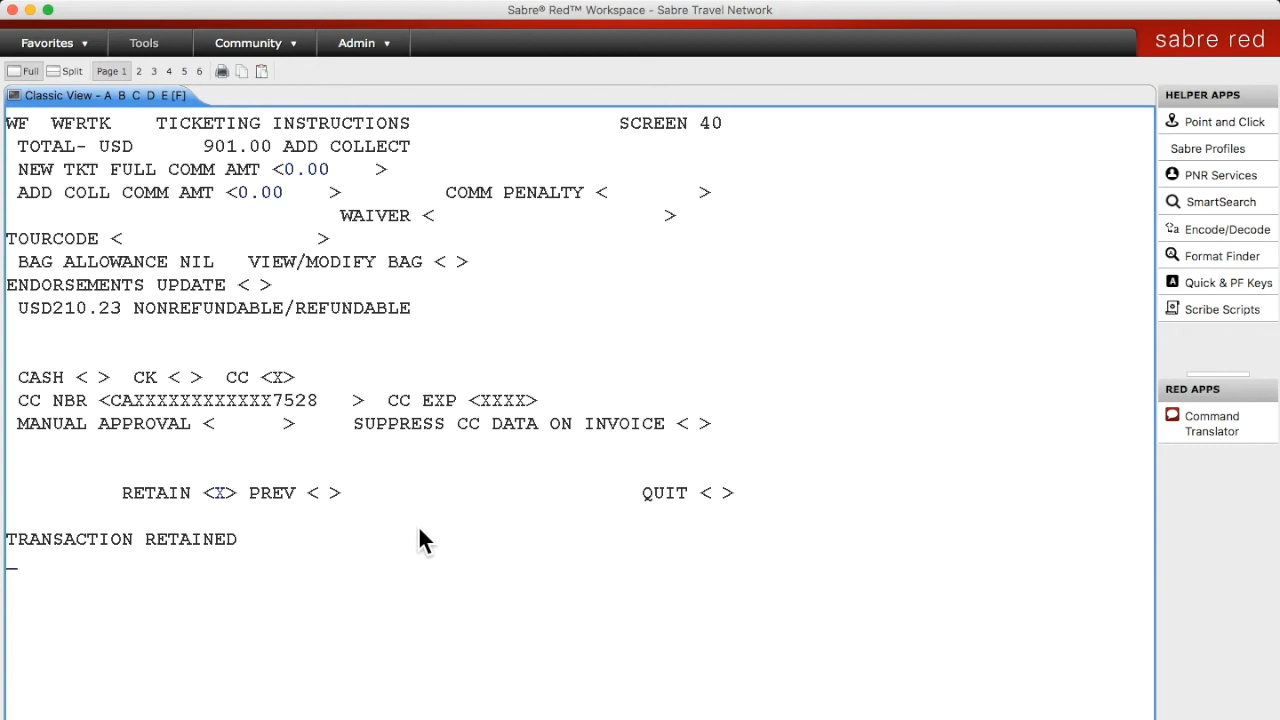 Sabre® Red™ Workspace - Sabre Travel Network
Favorites Tools Community Admin sabre red
Full Split Page 1 2 3 4 5 6
Classic View - A B C D E [F]
WF WFRTK TICKETING INSTRUCTIONS SCREEN 40
TOTAL- USD 901.00 ADD COLLECT
NEW TKT FULL COMM AMT <0.00 >
ADD COLL COMM AMT <0.00 > COMM PENALTY < >
WAIVER < >
TOURCODE < >
BAG ALLOWANCE NIL VIEW/MODIFY BAG < >
ENDORSEMENTS UPDATE < >
USD210.23 NONREFUNDABLE/REFUNDABLE
CASH < > CK < > CC <X>
CC NBR <CAXXXXXXXXXXXX7528 > CC EXP <XXXX>
MANUAL APPROVAL < > SUPPRESS CC DATA ON INVOICE < >
RETAIN <X> PREV < > QUIT < >
TRANSACTION RETAINED
HELPER APPS
Point and Click
Sabre Profiles
PNR Services
SmartSearch
Encode/Decode
Format Finder
Quick & PF Keys
Scribe Scripts
RED APPS
Command
Translator